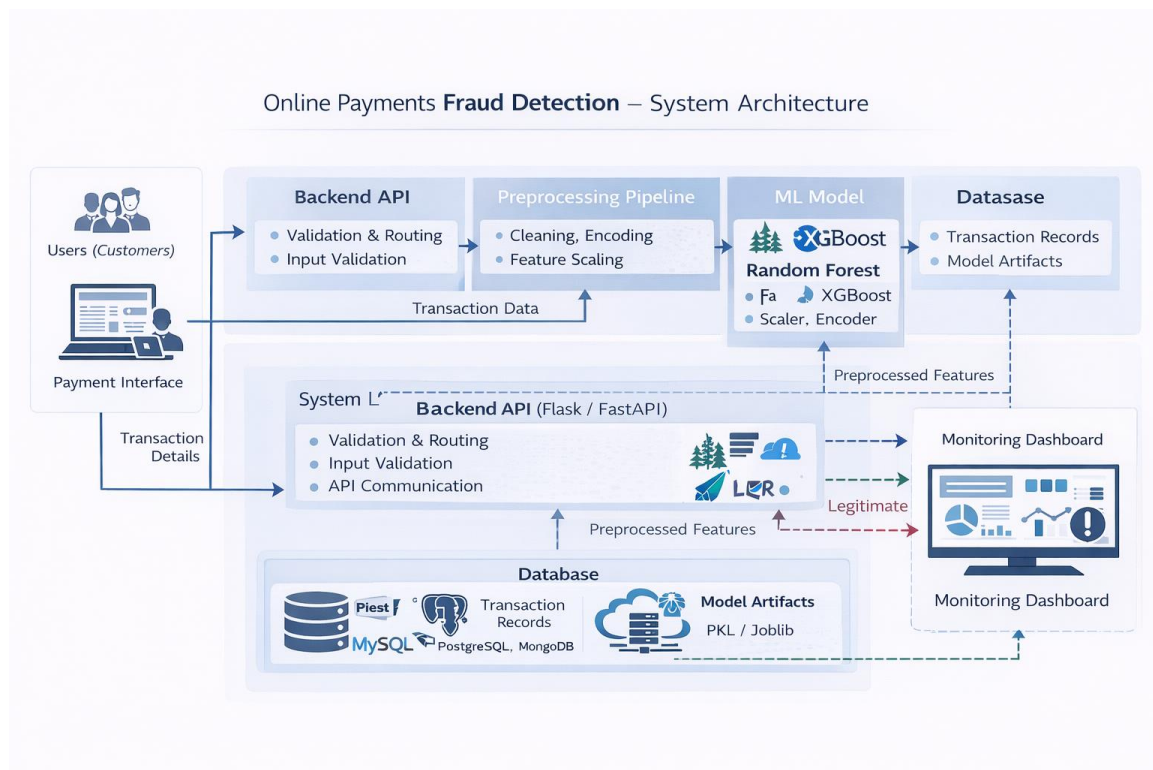 Online Payments Fraud Detection – System Architecture
Users (Customers)
Payment Interface
Transaction
Details
Backend API
Validation & Routing
Input Validation
Preprocessing Pipeline
Cleaning, Encoding
Feature Scaling
Transaction Data
ML Model
XGBoost
Random Forest
Fa XGBoost
Scaler, Encoder
Datasase
Transaction Records
Model Artifacts
Preprocessed Features
System L
Backend API (Flask / FastAPI)
Validation & Routing
Input Validation
API Communication
Legitimate
Preprocessed Features
Monitoring Dashboard
Monitoring Dashboard
Database
Piest
MySQL
Transaction
Records
PostgreSQL, MongoDB
Model Artifacts
PKL / Joblib